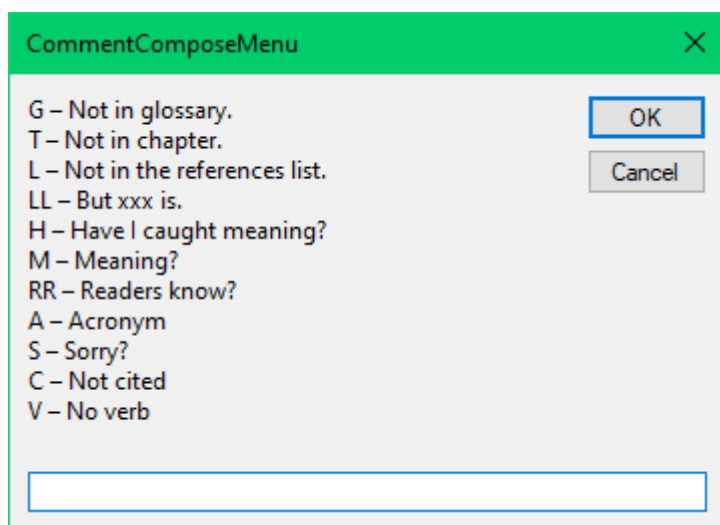 CommentComposeMenu
G – Not in glossary.
T – Not in chapter.
L – Not in the references list.
LL – But xxx is.
H – Have I caught meaning?
M – Meaning?
RR – Readers know?
A – Acronym
S – Sorry?
C – Not cited
V – No verb
OK
Cancel